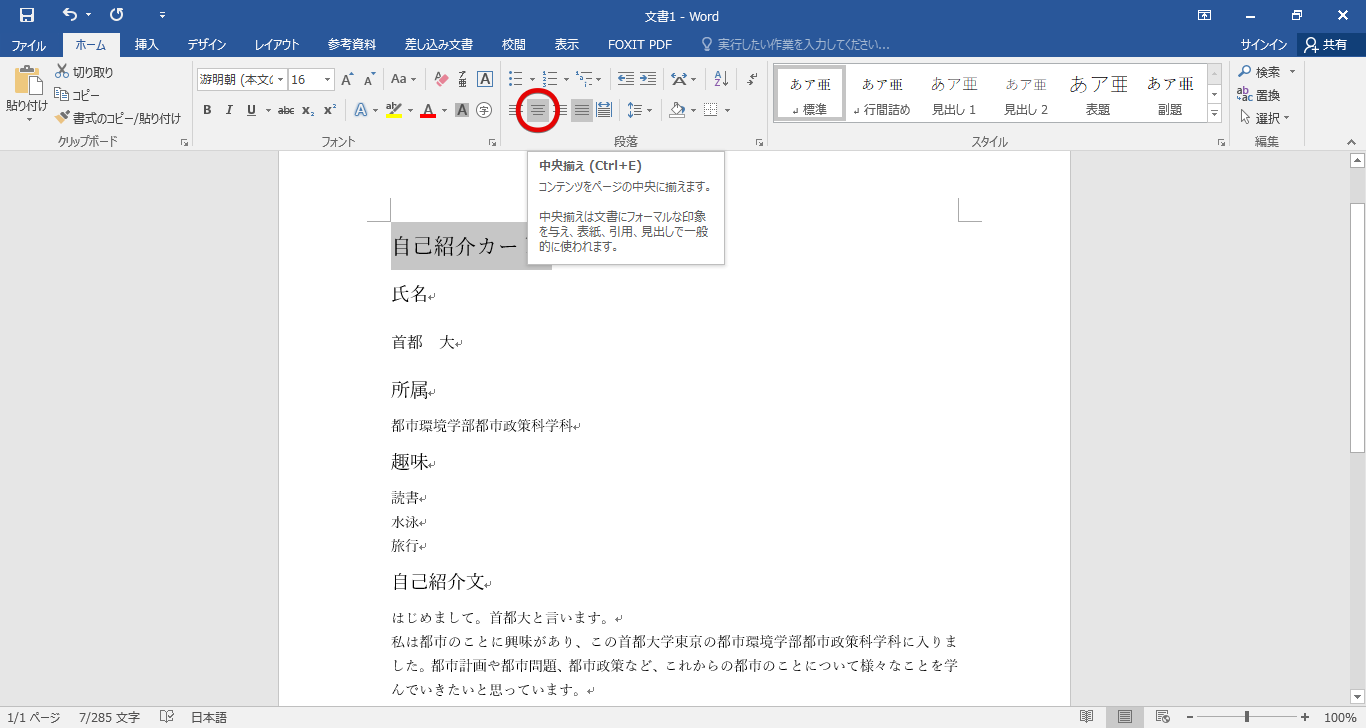 文書1 - Word
ファイル ホーム 挿入 デザイン レイアウト 参考資料 差し込み文書 校閲 表示 FOXIT PDF 実行したい作業を入力してください... サインイン 共有
貼り付け
切り取り
コピー
書式のコピー/貼り付け
クリップボード
游明朝 (本文の 16 Aa
B I U abc x₂ x²
フォント
段落
あア亜 あア亜 あア亜 あア亜 あア亜 あア亜
標準 行間詰め 見出し 1 見出し 2 表題 副題
スタイル
検索
置換
選択
編集
中央揃え (Ctrl+E)
コンテンツをページの中央に揃えます。
中央揃えは文書にフォーマルな印象
を与え、表紙、引用、見出しで一般
的に使われます。
自己紹介カー
氏名
首都　大
所属
都市環境学部都市政策科学科
趣味
読書
水泳
旅行
自己紹介文
はじめまして。首都大と言います。
私は都市のことに興味があり、この首都大学東京の都市環境学部都市政策科学科に入りま
した。都市計画や都市問題、都市政策など、これからの都市のことについて様々なことを学
んでいきたいと思っています。
1/1 ページ 7/285 文字 日本語 100%